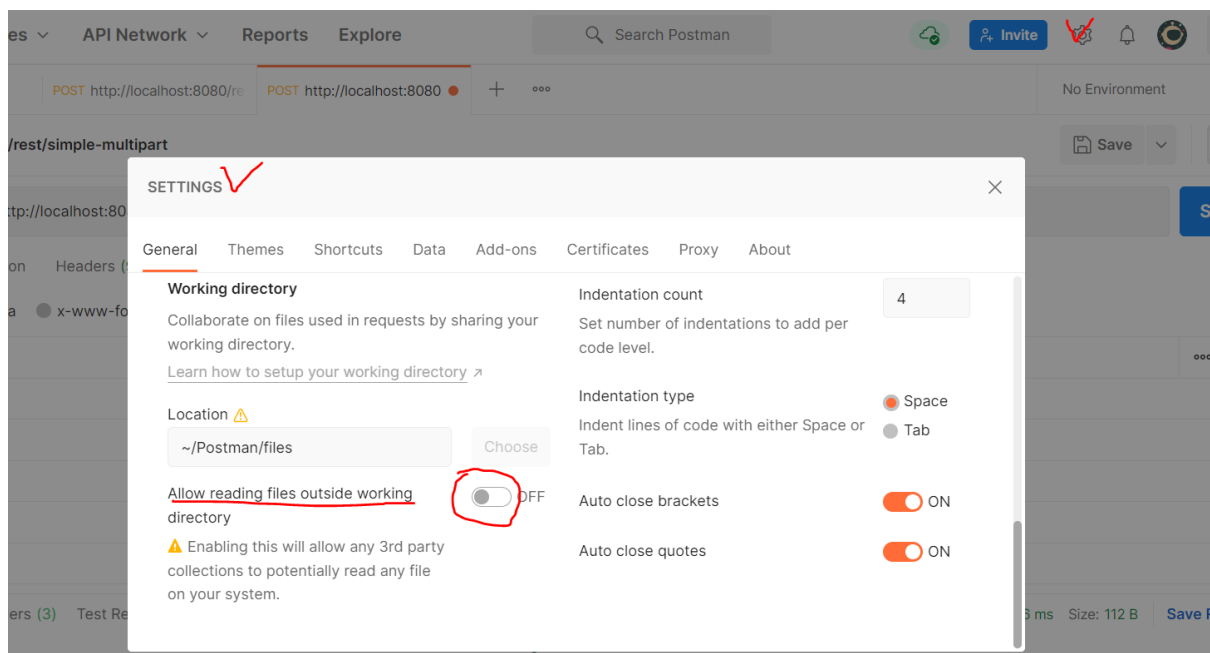 es API Network Reports Explore Search Postman Invite
POST http://localhost:8080/re POST http://localhost:8080 No Environment
/rest/simple-multipart Save
SETTINGS
ttp://localhost:80 S
General Themes Shortcuts Data Add-ons Certificates Proxy About
on Headers (
a x-www-fo
Working directory
Collaborate on files used in requests by sharing your
working directory.
Learn how to setup your working directory
Location
~/Postman/files Choose
Allow reading files outside working
directory
OFF
Enabling this will allow any 3rd party
collections to potentially read any file
on your system.
Indentation count 4
Set number of indentations to add per
code level.
Indentation type Space
Indent lines of code with either Space or
Tab.
Tab
Auto close brackets ON
Auto close quotes ON
ers (3) Test Re 6 ms Size: 112 B Save